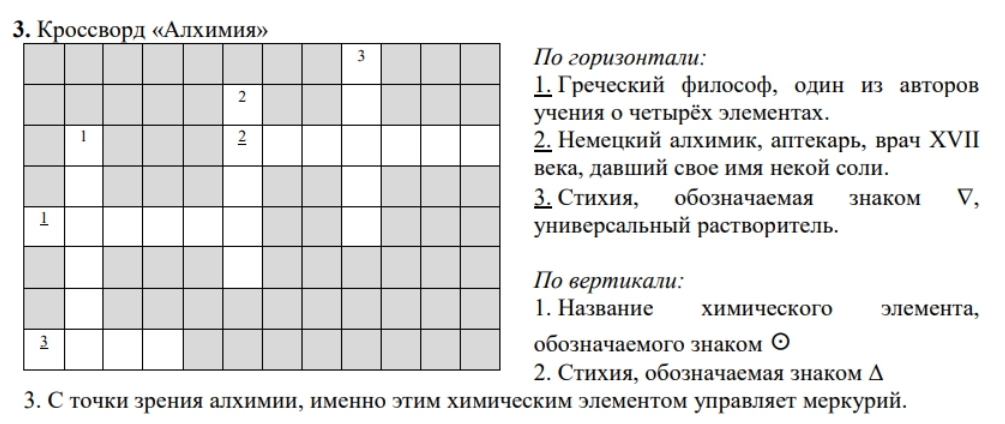 3. Кроссворд «Алхимия»
3
2
1
2
1
3
По горизонтали:
1. Греческий философ, один из авторов
учения о четырёх элементах.
2. Немецкий алхимик, аптекарь, врач XVII
века, давший свое имя некой соли.
3. Стихия, обозначаемая знаком ∇,
универсальный растворитель.
По вертикали:
1. Название химического элемента,
обозначаемого знаком ⊙
2. Стихия, обозначаемая знаком Δ
3. С точки зрения алхимии, именно этим химическим элементом управляет меркурий.